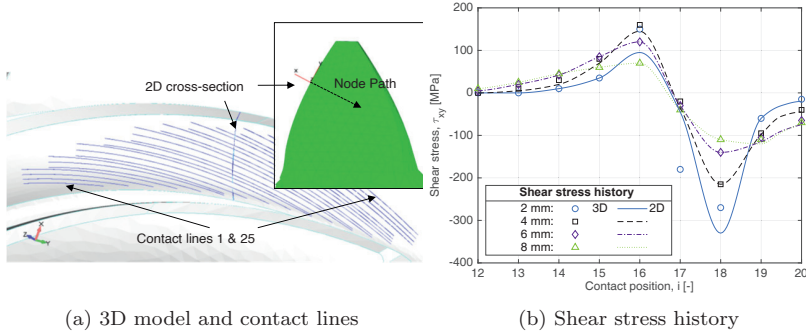 2D cross-section
Node Path
Contact lines 1 & 25
X
Y
Z
X
Y
(a) 3D model and contact lines
200
100
0
-100
-200
-300
-400
Shear stress, τxy [MPa]
Shear stress history
2 mm: 3D 2D
4 mm:
6 mm:
8 mm:
12 13 14 15 16 17 18 19 20
Contact position, i [-]
(b) Shear stress history